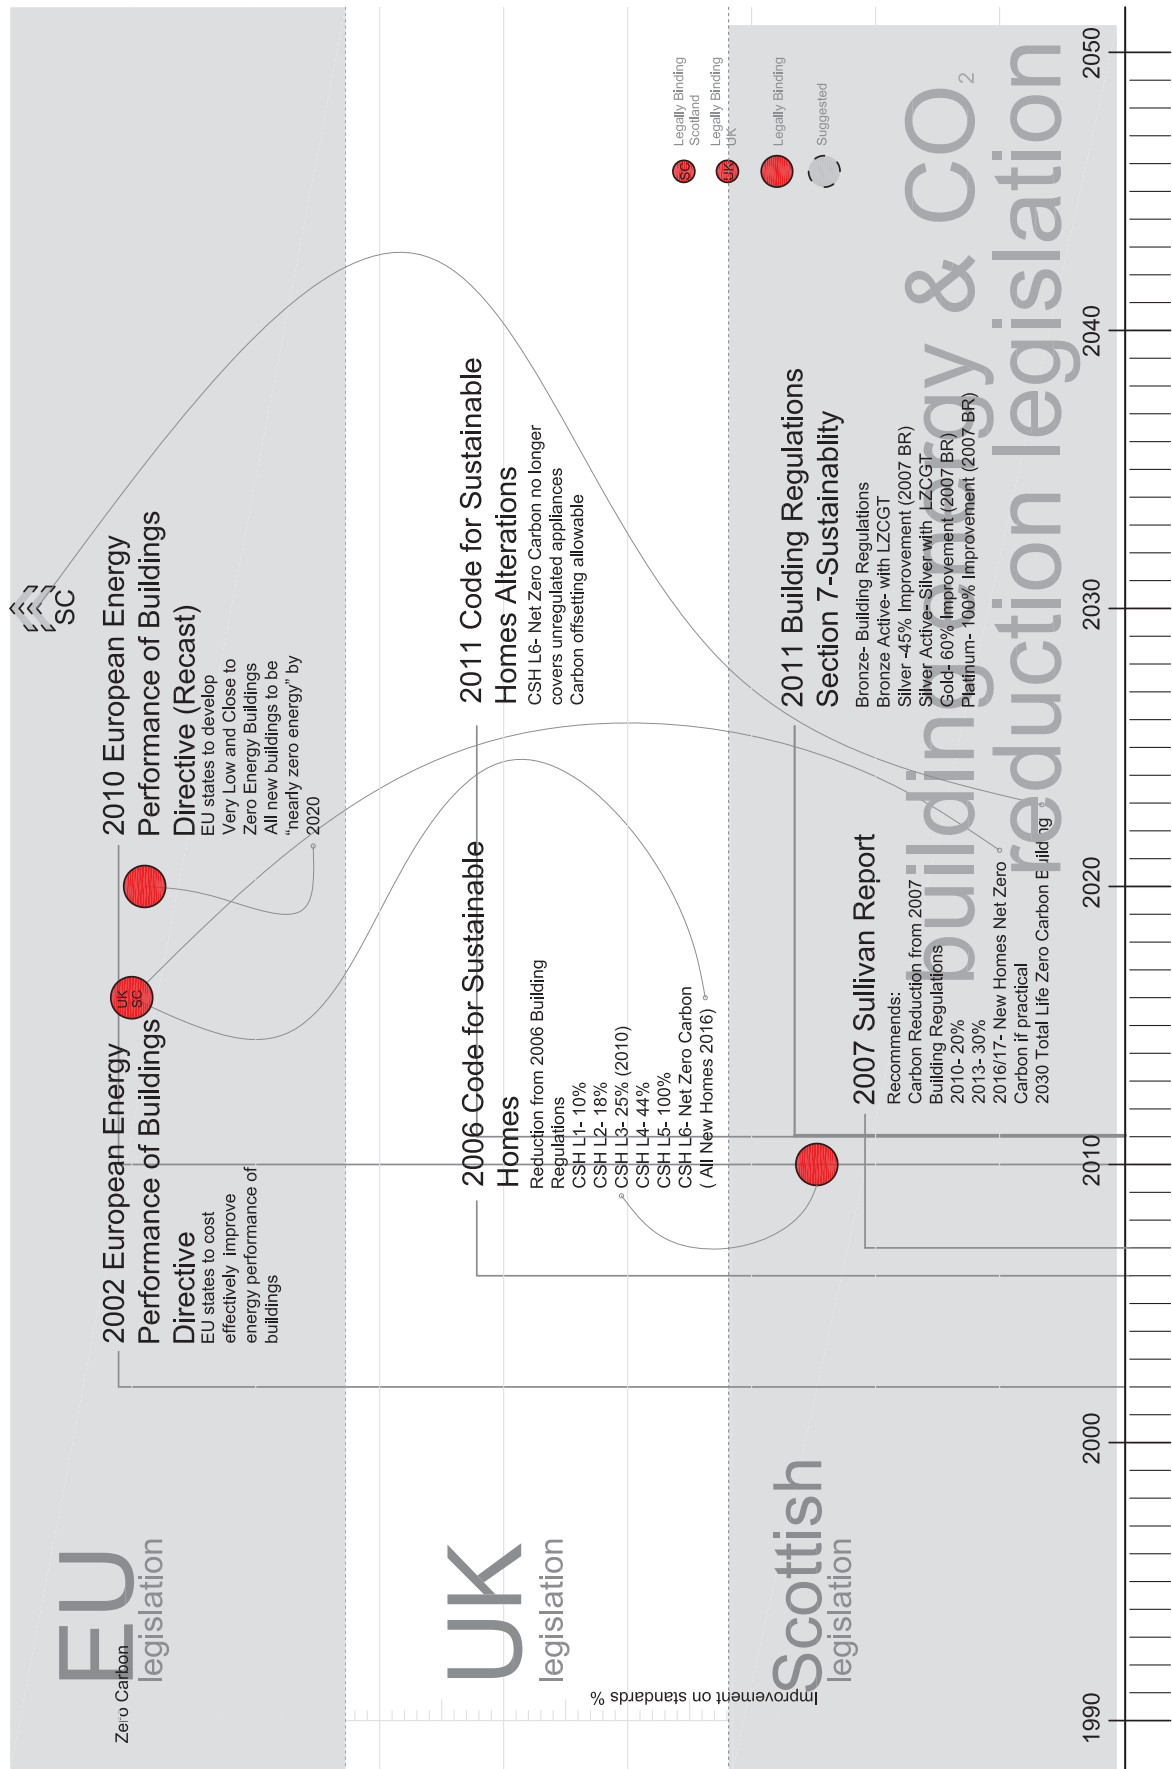 EU
legislation
Zero Carbon
2002 European Energy
Performance of Buildings
Directive
EU states to cost
effectively improve
energy performance of
buildings
UK
SC
2010 European Energy
Performance of Buildings
Directive (Recast)
EU states to develop
Very Low and Close to
Zero Energy Buildings
All new buildings to be
“nearly zero energy” by
2020
SC
UK
legislation
Improvement on standards %
2006 Code for Sustainable
Homes
Reduction from 2006 Building
Regulations
CSH L1- 10%
CSH L2- 18%
CSH L3- 25% (2010)
CSH L4- 44%
CSH L5- 100%
CSH L6- Net Zero Carbon
( All New Homes 2016)
2011 Code for Sustainable
Homes Alterations
CSH L6- Net Zero Carbon no longer
covers unregulated appliances
Carbon offsetting allowable
SC
Legally Binding
Scotland
UK
Legally Binding
UK
Legally Binding
Suggested
Scottish
legislation
2007 Sullivan Report
Recommends:
Carbon Reduction from 2007
Building Regulations
2010- 20%
2013- 30%
2016/17- New Homes Net Zero
Carbon if practical
2030 Total Life Zero Carbon Building
2011 Building Regulations
Section 7 -Sustainablity
Bronze- Building Regulations
Bronze Active- with LZCGT
Silver -45% Improvement (2007 BR)
Silver Active- Silver with LZCGT
Gold- 60% Improvement (2007 BR)
Platinum- 100% Improvement (2007 BR)
building energy & CO2
reduction legislation
1990
2000
2010
2020
2030
2040
2050